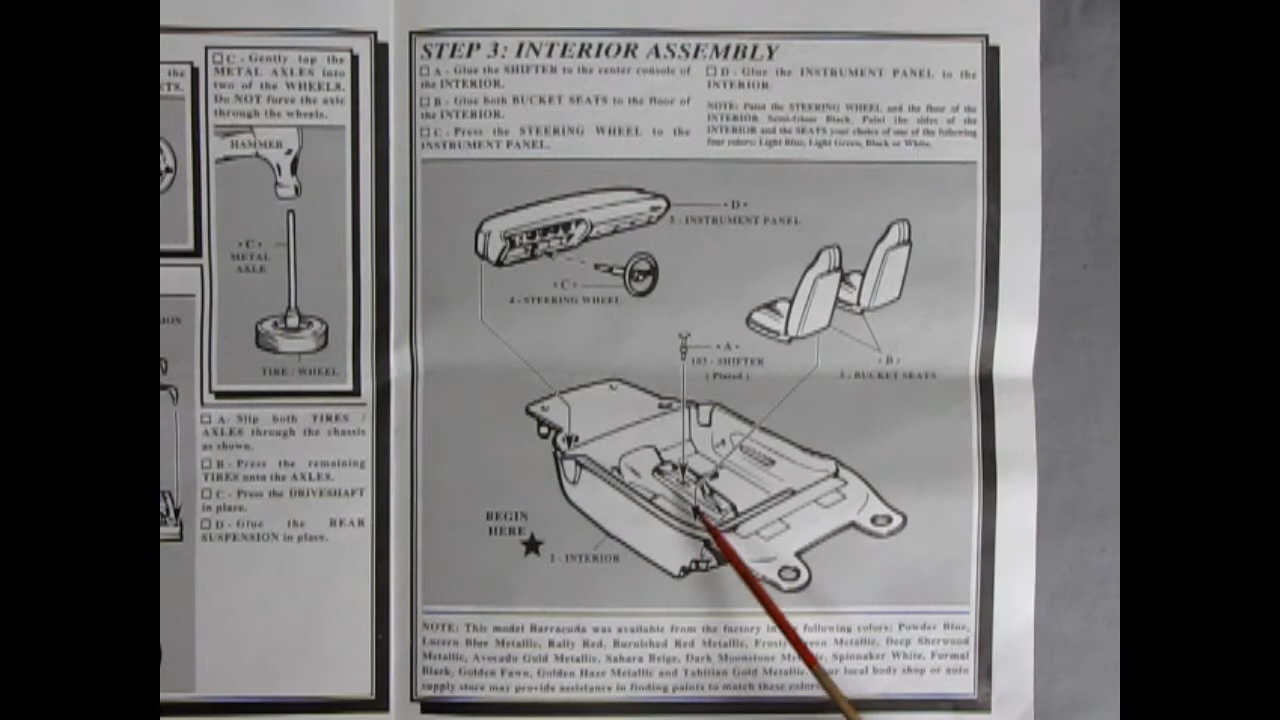 the
TS.
☐ C - Gently tap the
METAL AXLES into
two of the WHEELS.
Do NOT force the axle
through the wheels.
HAMMER
• C •
METAL
AXLE
TIRE / WHEEL
ION
☐ A- Slip both TIRES /
AXLES through the chassis
as shown.
☐ B - Press the remaining
TIRES onto the AXLES.
☐ C - Press the DRIVESHAFT
in place.
☐ D - Glue the REAR
SUSPENSION in place.
STEP 3: INTERIOR ASSEMBLY
☐ A - Glue the SHIFTER to the center console of
the INTERIOR.
☐ B - Glue both BUCKET SEATS to the floor of
the INTERIOR.
☐ C - Press the STEERING WHEEL to the
INSTRUMENT PANEL.
☐ D - Glue the INSTRUMENT PANEL to the
INTERIOR
NOTE: Paint the STEERING WHEEL and the floor of the
INTERIOR Semi-Gloss Black. Paint the sides of the
INTERIOR and the SEATS your choice of one of the following
four colors: Light Blue, Light Green, Black or White.
• D •
5 - INSTRUMENT PANEL
• C •
4 - STEERING WHEEL
• A •
103 - SHIFTER
( Plated )
• B •
3 - BUCKET SEATS
BEGIN
HERE
1 - INTERIOR
NOTE: This model Barracuda was available from the factory in the following colors: Powder Blue,
Lucern Blue Metallic, Rally Red, Burnished Red Metallic, Frosty Green Metallic, Deep Sherwood
Metallic, Avocado Gold Metallic, Sahara Beige, Dark Moonstone Metallic, Spinnaker White, Formal
Black, Golden Fawn, Golden Haze Metallic and Tahitian Gold Metallic. Your local body shop or auto
supply store may provide assistance in finding paints to match these colors.